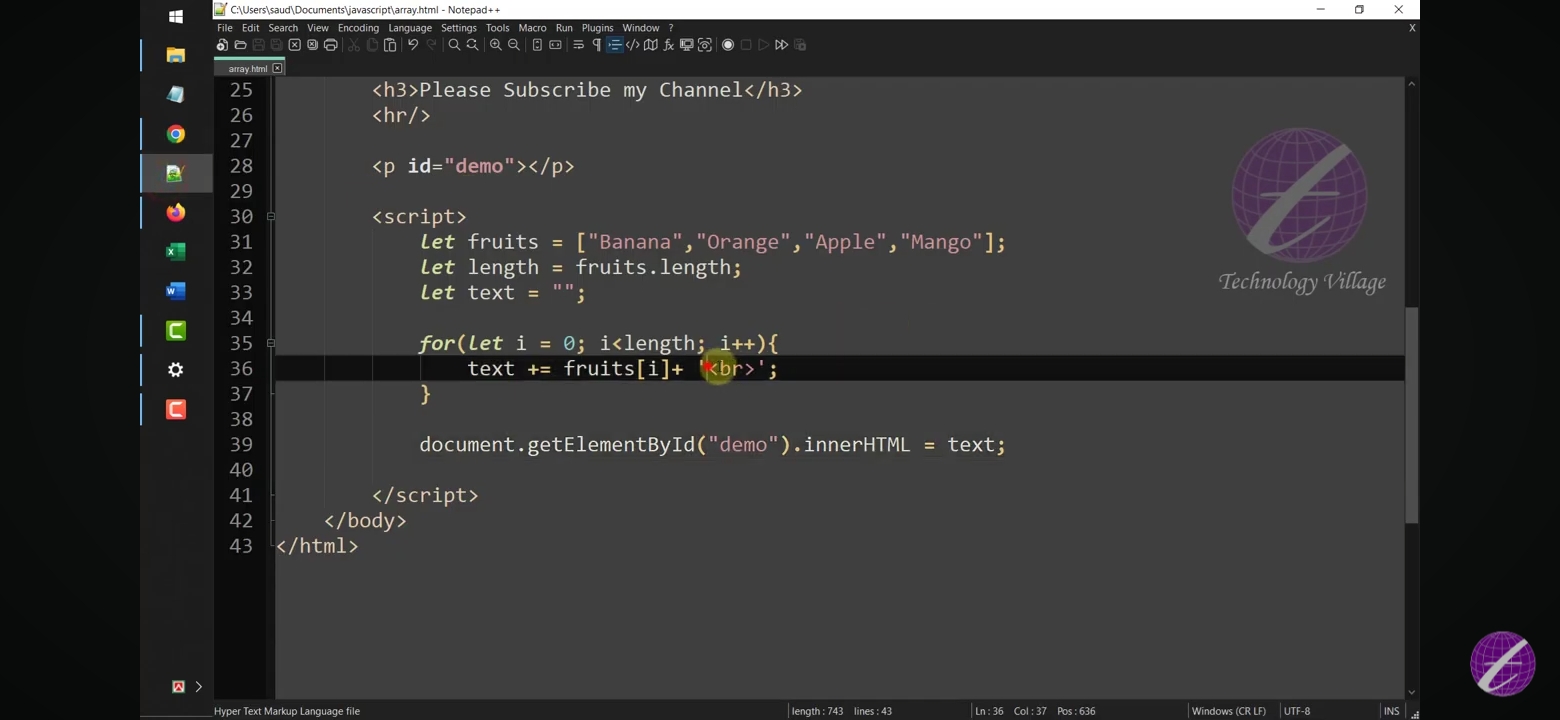 C:\Users\saud\Documents\javascript\array.html - Notepad++
File Edit Search View Encoding Language Settings Tools Macro Run Plugins Window ? X
array.html
25 <h3>Please Subscribe my Channel</h3>
26 <hr/>
27
28 <p id="demo"></p>
29
30 <script>
31 let fruits = ["Banana","Orange","Apple","Mango"];
32 let length = fruits.length;
33 let text = "";
34
35 for(let i = 0; i<length; i++){
36 text += fruits[i]+ '<br>';
37 }
38
39 document.getElementById("demo").innerHTML = text;
40
41 </script>
42 </body>
43 </html>
Technology Village
Hyper Text Markup Language file length : 743 lines : 43 Ln : 36 Col : 37 Pos : 636 Windows (CR LF) UTF-8 INS